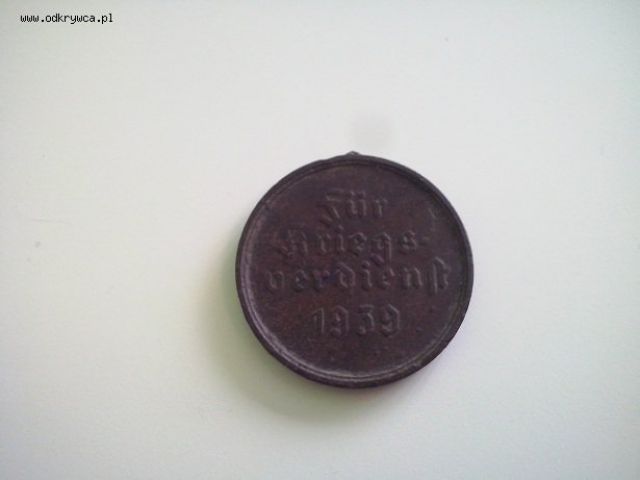 www.odkrywca.pl
Für
Kriegs-
verdienst
1939